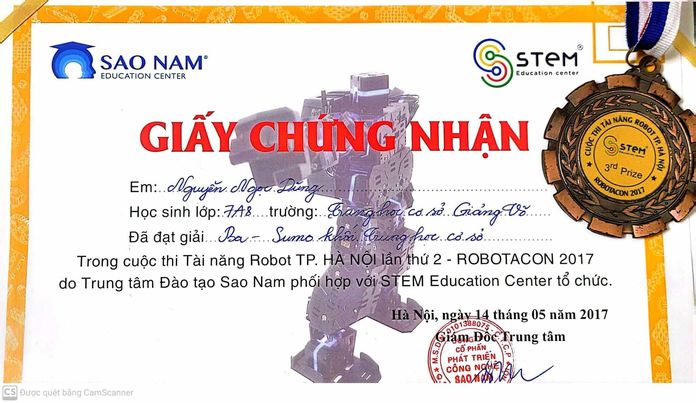 SAO NAM®
EDUCATION CENTER
STEM®
Education center
GIẤY CHỨNG NHẬN
Em: Nguyễn Ngọc Dũng
Học sinh lớp: 7A8 trường: Trung học cơ sở Giảng Võ
Đã đạt giải Ba - Sumo khối Trung học cơ sở
Trong cuộc thi Tài năng Robot TP. HÀ NỘI lần thứ 2 - ROBOTACON 2017
do Trung tâm Đào tạo Sao Nam phối hợp với STEM Education Center tổ chức.
Hà Nội, ngày 14 tháng 05 năm 2017
Giám Đốc Trung tâm
M.S.D.N:0101388075
CỔ PHẦN
PHÁT TRIỂN
CÔNG NGHỆ
SAO NAM
CUỘC THI TÀI NĂNG ROBOT TP. HÀ NỘI
STEM
3rd Prize
ROBOTACON 2017
CS Được quét bằng CamScanner